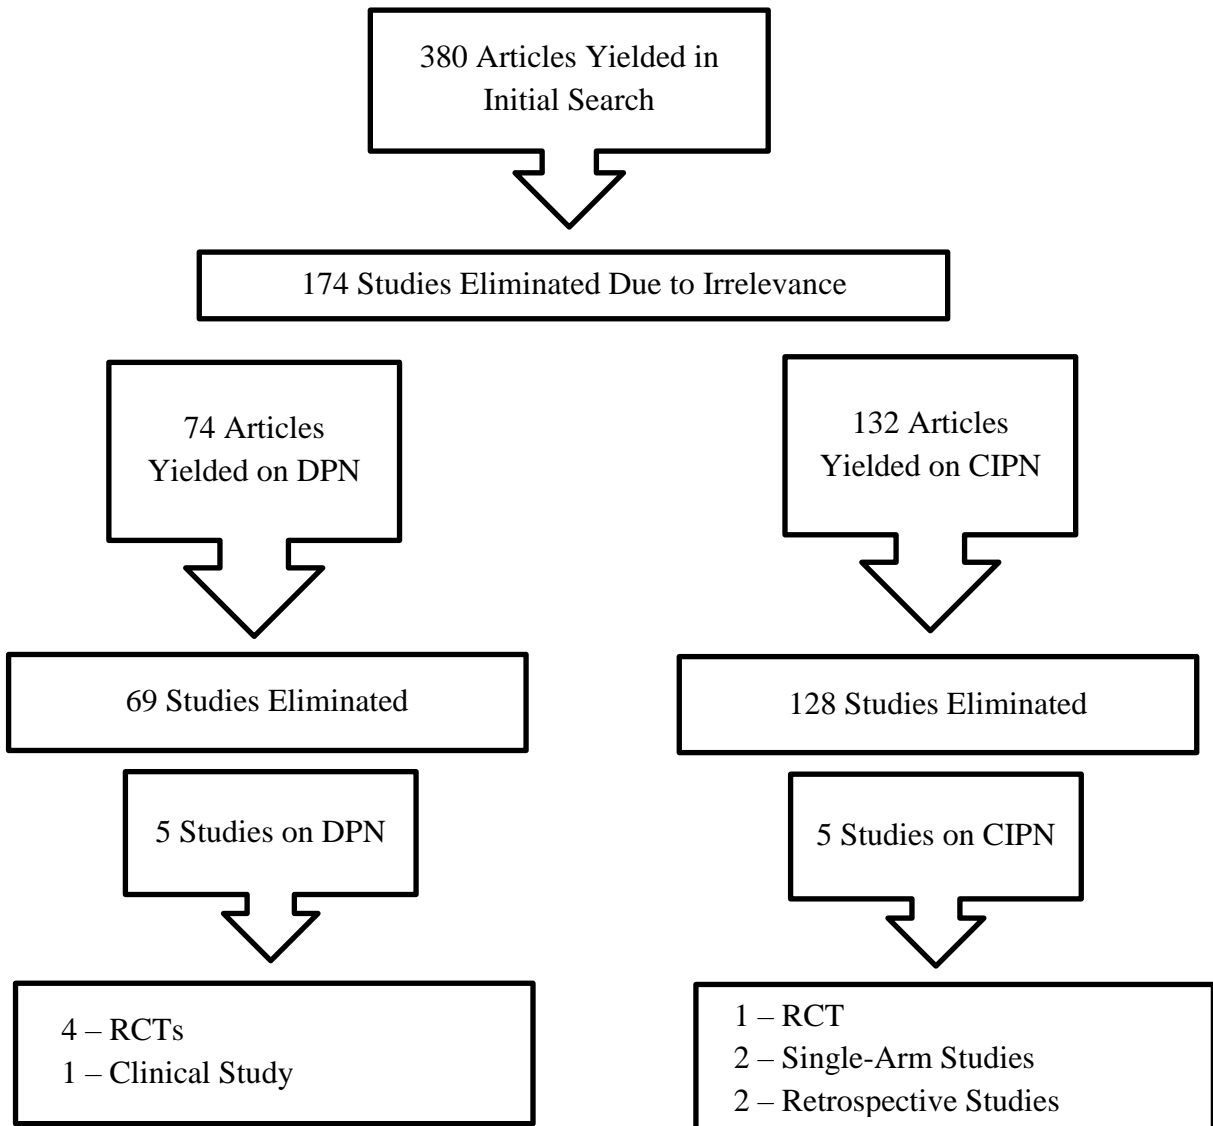 380 Articles Yielded in
Initial Search
174 Studies Eliminated Due to Irrelevance
74 Articles
Yielded on DPN
132 Articles
Yielded on CIPN
69 Studies Eliminated
128 Studies Eliminated
5 Studies on DPN
5 Studies on CIPN
4 – RCTs
1 – Clinical Study
1 – RCT
2 – Single-Arm Studies
2 – Retrospective Studies